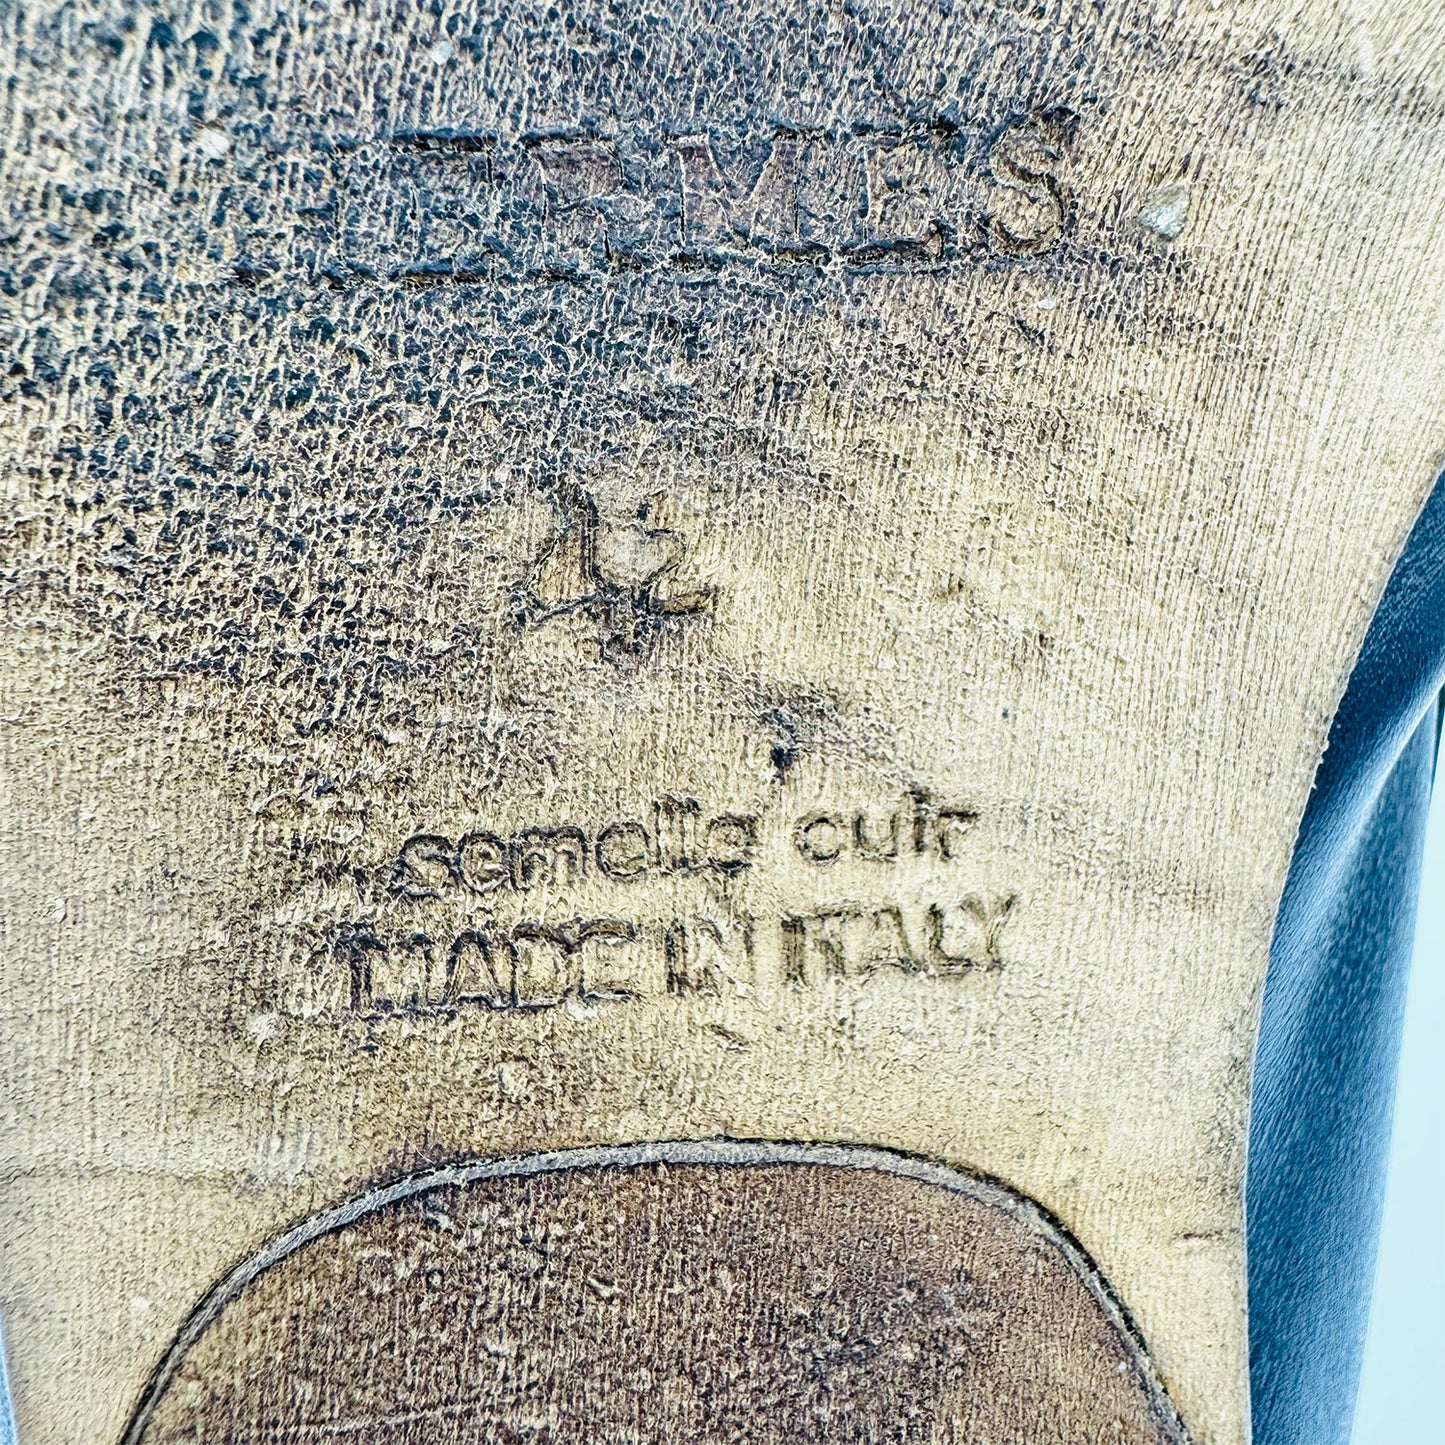 HERMES
42
semelle cuir
MADE IN ITALY